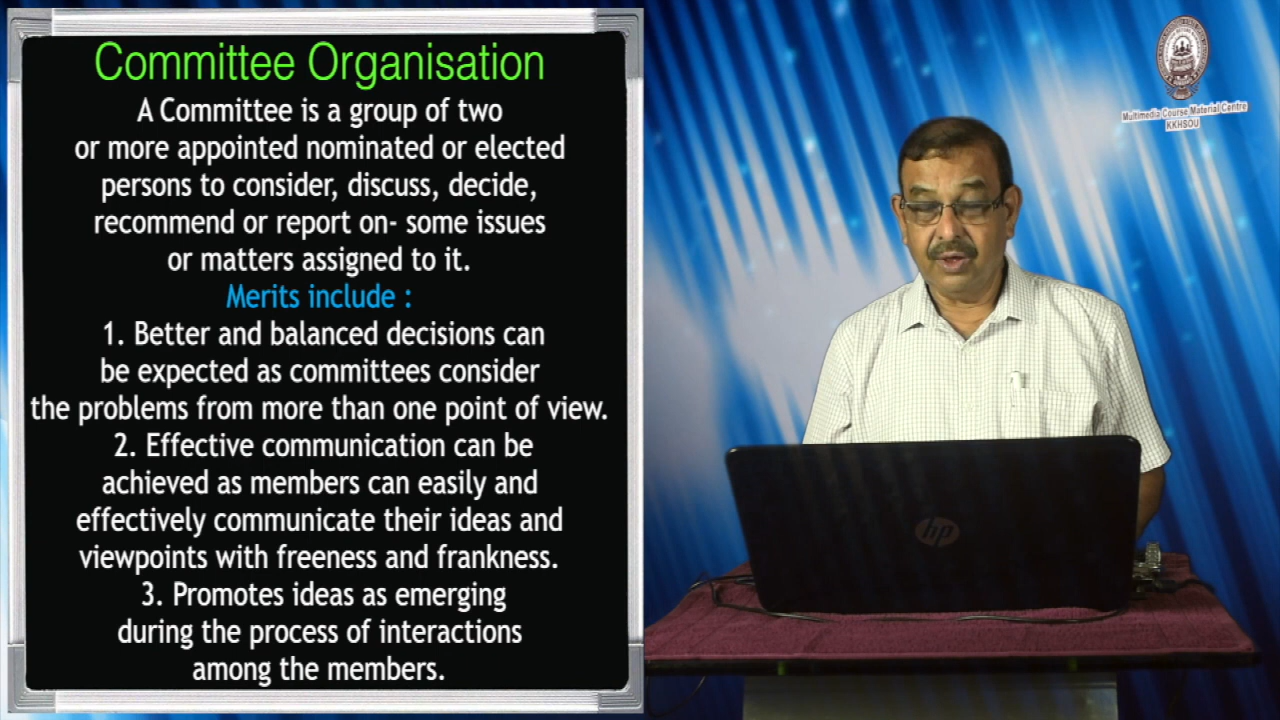 Committee Organisation
A Committee is a group of two
or more appointed nominated or elected
persons to consider, discuss, decide,
recommend or report on- some issues
or matters assigned to it.
Merits include :
1. Better and balanced decisions can
be expected as committees consider
the problems from more than one point of view.
2. Effective communication can be
achieved as members can easily and
effectively communicate their ideas and
viewpoints with freeness and frankness.
3. Promotes ideas as emerging
during the process of interactions
among the members.
Multimedia Course Material Centre
KKHSOU
hp